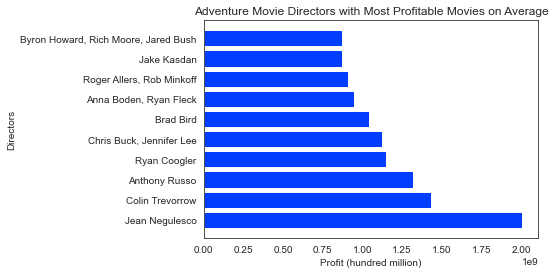 Adventure Movie Directors with Most Profitable Movies on Average
Byron Howard, Rich Moore, Jared Bush
Jake Kasdan
Roger Allers, Rob Minkoff
Anna Boden, Ryan Fleck
Brad Bird
Chris Buck, Jennifer Lee
Ryan Coogler
Anthony Russo
Colin Trevorrow
Jean Negulesco
Directors
0.00 0.25 0.50 0.75 1.00 1.25 1.50 1.75 2.00
1e9
Profit (hundred million)